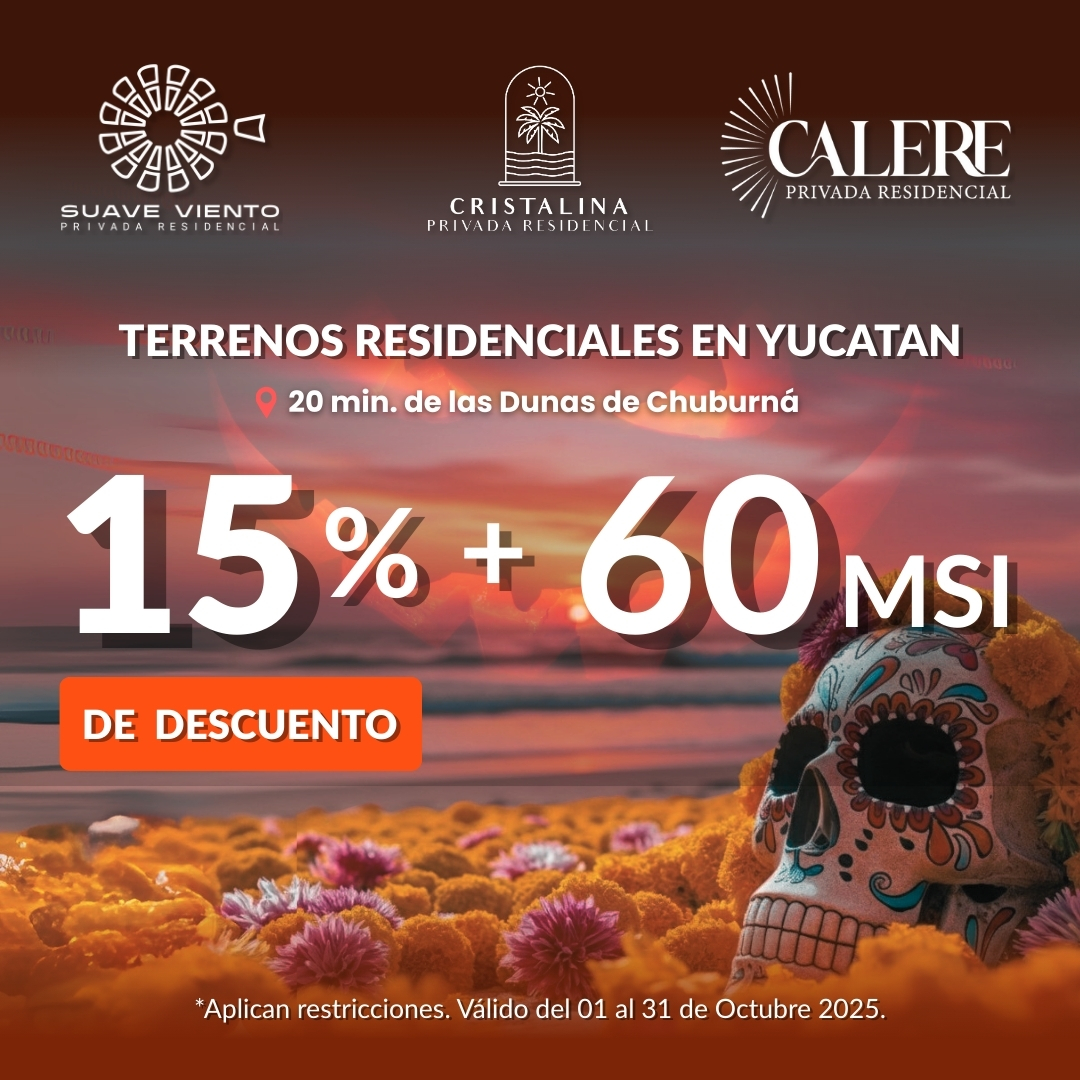 SUAVE VIENTO
PRIVADA RESIDENCIAL
CRISTALINA
PRIVADA RESIDENCIAL
CALERE
PRIVADA RESIDENCIAL
TERRENOS RESIDENCIALES EN YUCATAN
20 min. de las Dunas de Chuburná
15% + 60 MSI
DE DESCUENTO
*Aplican restricciones. Válido del 01 al 31 de Octubre 2025.